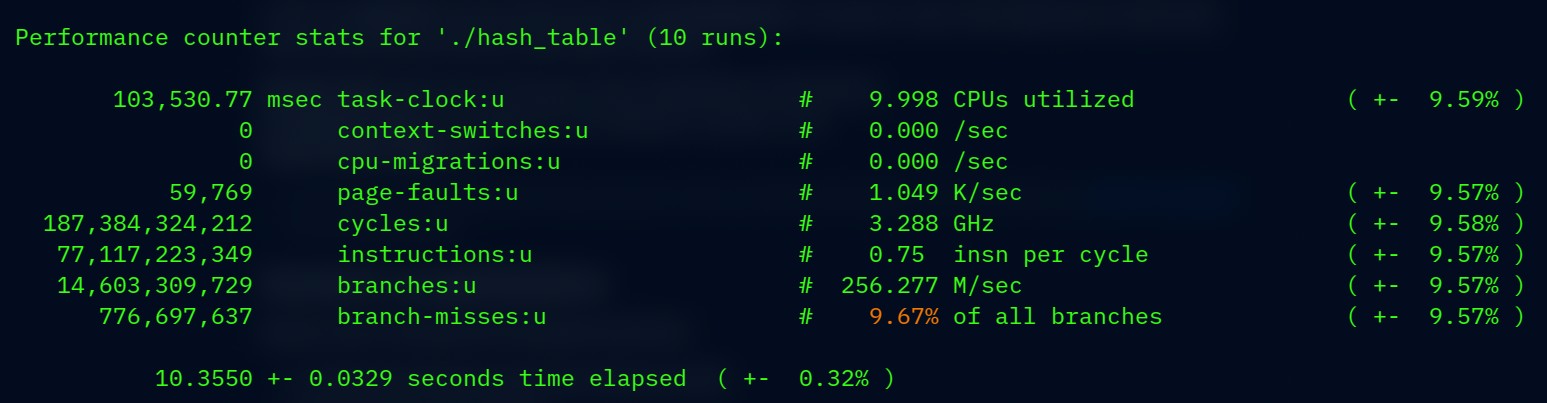 Performance counter stats for './hash_table' (10 runs):
103,530.77 msec task-clock:u # 9.998 CPUs utilized ( +- 9.59% )
0 context-switches:u # 0.000 /sec
0 cpu-migrations:u # 0.000 /sec
59,769 page-faults:u # 1.049 K/sec ( +- 9.57% )
187,384,324,212 cycles:u # 3.288 GHz ( +- 9.58% )
77,117,223,349 instructions:u # 0.75 insn per cycle ( +- 9.57% )
14,603,309,729 branches:u # 256.277 M/sec ( +- 9.57% )
776,697,637 branch-misses:u # 9.67% of all branches ( +- 9.57% )
10.3550 +- 0.0329 seconds time elapsed ( +- 0.32% )